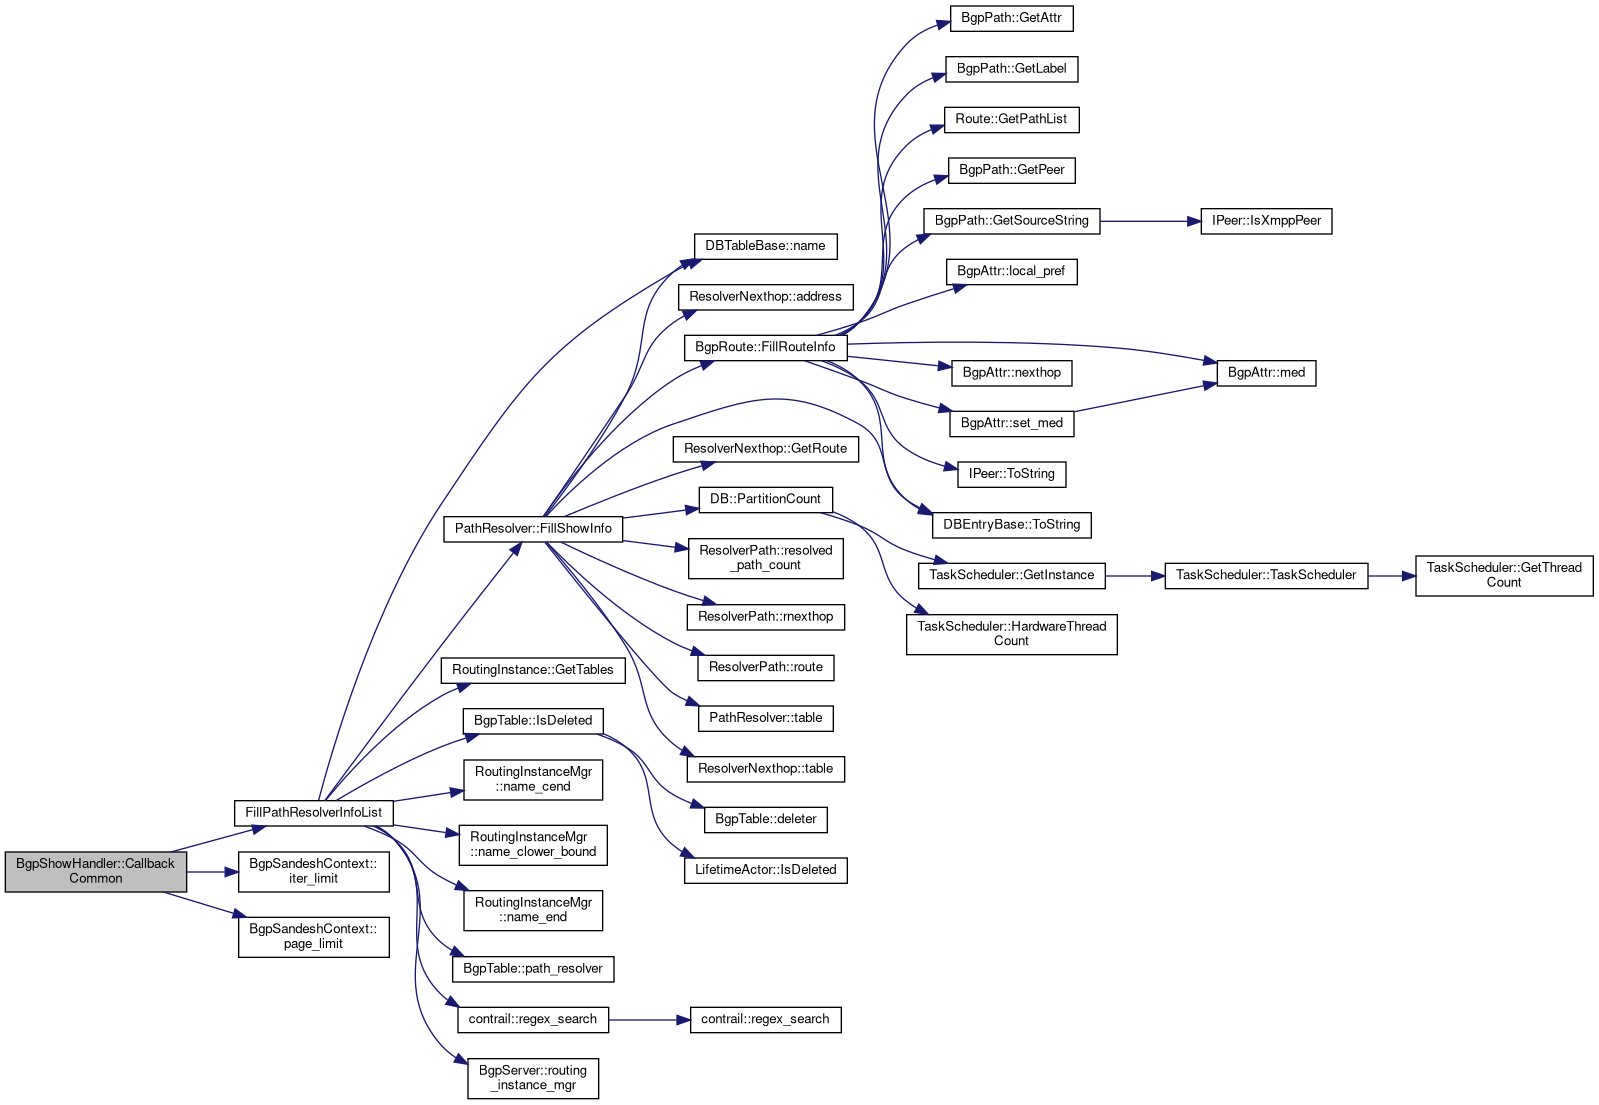 BgpShowHandler::Callback
Common
FillPathResolverInfoList
BgpSandeshContext::
iter_limit
BgpSandeshContext::
page_limit
PathResolver::FillShowInfo
RoutingInstance::GetTables
BgpTable::IsDeleted
RoutingInstanceMgr
::name_cend
RoutingInstanceMgr
::name_clower_bound
RoutingInstanceMgr
::name_end
BgpTable::path_resolver
contrail::regex_search
BgpServer::routing
_instance_mgr
DBTableBase::name
ResolverNexthop::address
BgpRoute::FillRouteInfo
ResolverNexthop::GetRoute
DB::PartitionCount
ResolverPath::resolved
_path_count
ResolverPath::rnexthop
ResolverPath::route
PathResolver::table
ResolverNexthop::table
BgpTable::deleter
LifetimeActor::IsDeleted
contrail::regex_search
BgpPath::GetAttr
BgpPath::GetLabel
Route::GetPathList
BgpPath::GetPeer
BgpPath::GetSourceString
BgpAttr::local_pref
BgpAttr::nexthop
BgpAttr::set_med
IPeer::ToString
DBEntryBase::ToString
TaskScheduler::GetInstance
TaskScheduler::HardwareThread
Count
IPeer::IsXmppPeer
BgpAttr::med
TaskScheduler::TaskScheduler
TaskScheduler::GetThread
Count